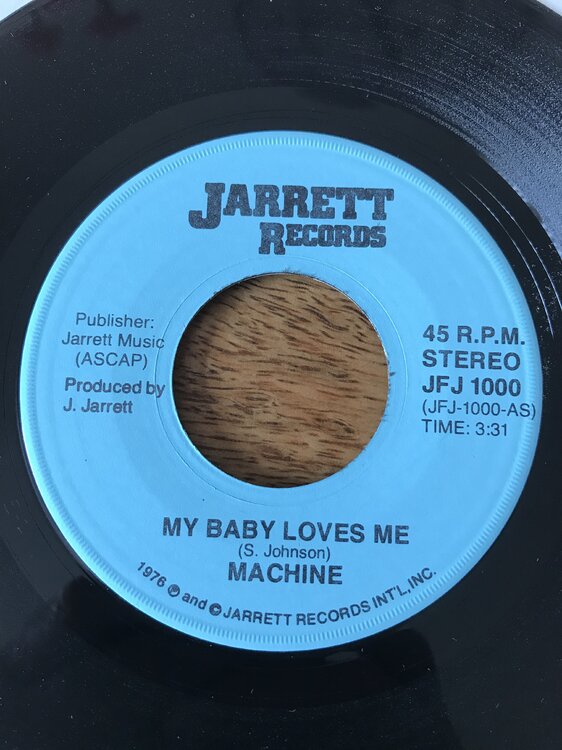 JARRETT
RECORDS
Publisher:
Jarrett Music
(ASCAP)
Produced by
J. Jarrett
45 R.P.M.
STEREO
JFJ 1000
(JFJ-1000-AS)
TIME: 3:31
MY BABY LOVES ME
(S. Johnson)
MACHINE
1976 ℗ and © JARRETT RECORDS INT'L, INC.